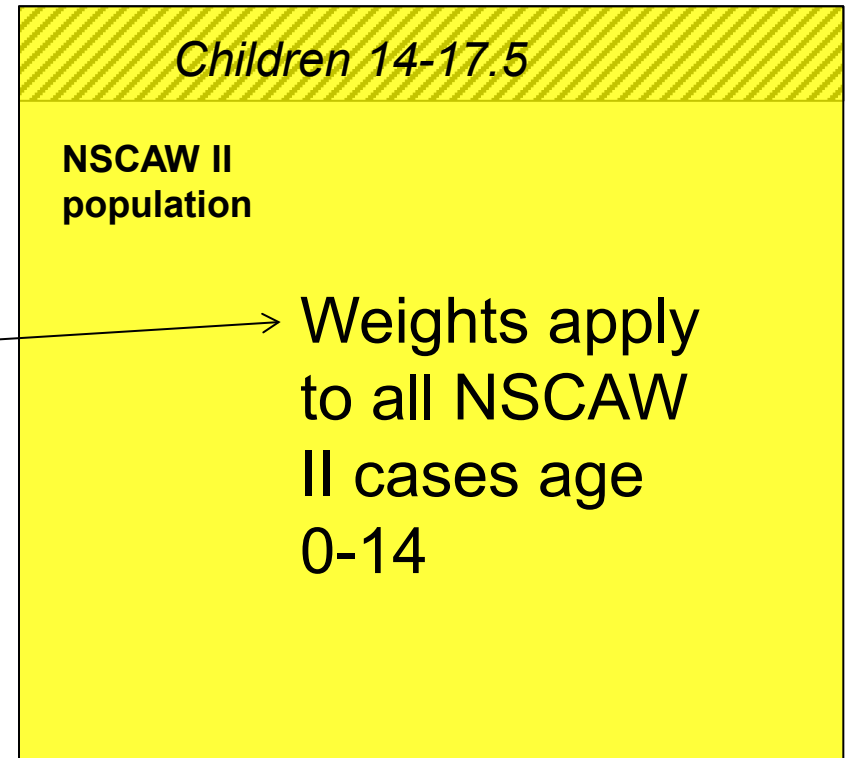 Children 14-17.5
NSCAW II
population
Weights apply
to all NSCAW
II cases age
0-14